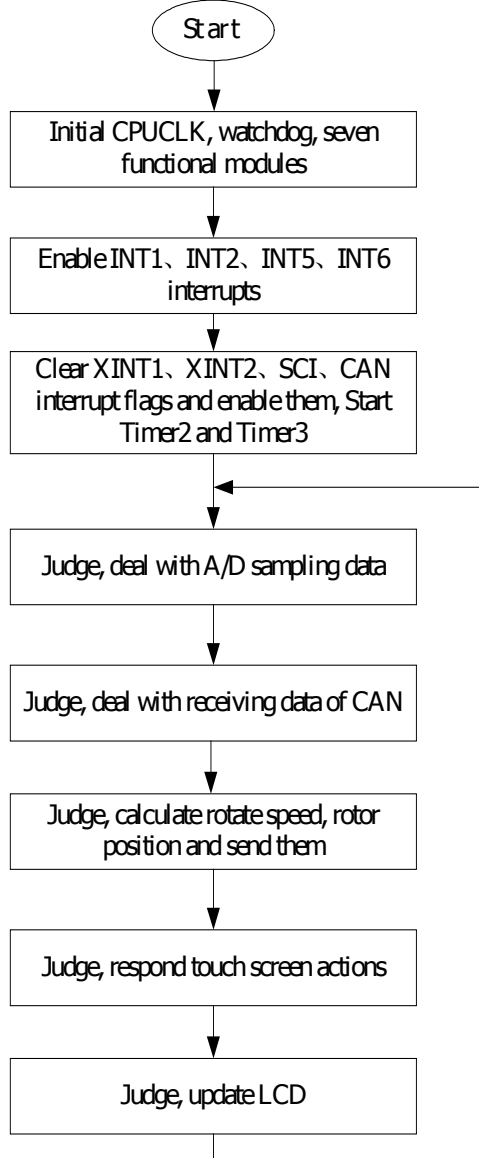 Start
Initial CPUCLK, watchdog, seven
functional modules
Enable INT1、INT2、INT5、INT6
interrupts
Clear XINT1、XINT2、SCI、CAN
interrupt flags and enable them, Start
Timer2 and Timer3
Judge, deal with A/D sampling data
Judge, deal with receiving data of CAN
Judge, calculate rotate speed, rotor
position and send them
Judge, respond touch screen actions
Judge, update LCD